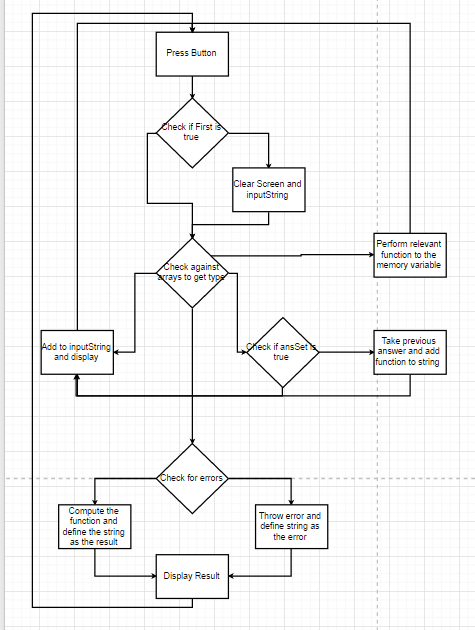 Press Button
Check if First is
true
Clear Screen and
inputString
Check against
arrays to get type
Perform relevant
function to the
memory variable
Add to inputString
and display
Check if ansSet is
true
Take previous
answer and add
function to string
Check for errors
Compute the
function and
define the string
as the result
Throw error and
define string as
the error
Display Result